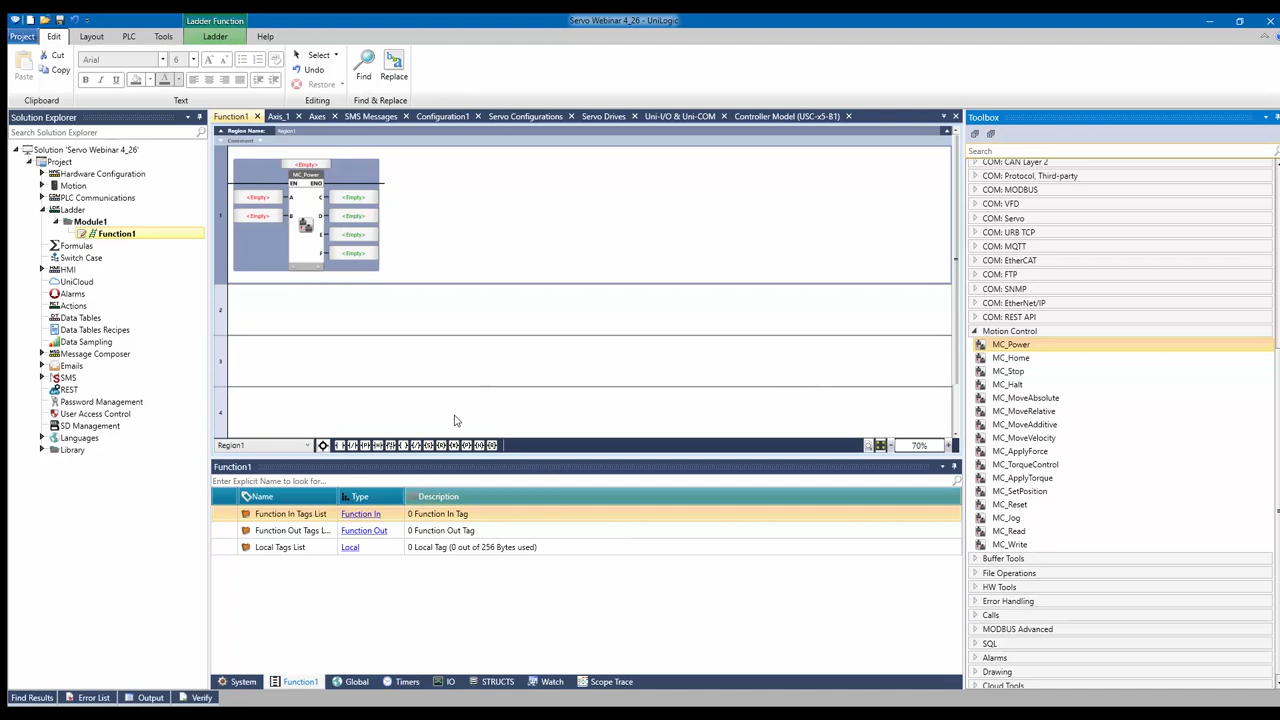 Ladder Function
Servo Webinar 4_26 - UniLogic
Project Edit Layout PLC Tools Ladder Help
Paste
Cut
Copy
Clipboard
Arial 6
B I U
Text
Select
Undo
Restore
Editing
Find
Replace
Find & Replace
Solution Explorer
Search Solution Explorer
Solution 'Servo Webinar 4_26'
Project
Hardware Configuration
Motion
PLC Communications
Ladder
Module1
Function1
Formulas
Switch Case
HMI
UniCloud
Alarms
Actions
Data Tables
Data Tables Recipes
Data Sampling
Message Composer
Emails
SMS
REST
Password Management
User Access Control
SD Management
Languages
Library
Function1 Axis_1 Axes SMS Messages Configuration1 Servo Configurations Servo Drives Uni-I/O & Uni-COM Controller Model (USC-x5-B1)
Region Name: Region1
Comment
1
<Empty>
MC_Power
EN ENO
<Empty> A C <Empty>
<Empty> B D <Empty>
E <Empty>
F <Empty>
2
3
4
Region1
70%
Function1
Enter Explicit Name to look for...
Name Type Description
Function In Tags List Function In 0 Function In Tag
Function Out Tags L... Function Out 0 Function Out Tag
Local Tags List Local 0 Local Tag (0 out of 256 Bytes used)
System Function1 Global Timers IO STRUCTS Watch Scope Trace
Toolbox
Search
COM: CAN Layer 2
COM: Protocol, Third-party
COM: MODBUS
COM: VFD
COM: Servo
COM: URB TCP
COM: MQTT
COM: EtherCAT
COM: FTP
COM: SNMP
COM: EtherNet/IP
COM: REST API
Motion Control
MC_Power
MC_Home
MC_Stop
MC_Halt
MC_MoveAbsolute
MC_MoveRelative
MC_MoveAdditive
MC_MoveVelocity
MC_ApplyForce
MC_TorqueControl
MC_ApplyTorque
MC_SetPosition
MC_Reset
MC_Jog
MC_Read
MC_Write
Buffer Tools
File Operations
HW Tools
Error Handling
Calls
MODBUS Advanced
SQL
Alarms
Drawing
Cloud Tools
Find Results Error List Output Verify